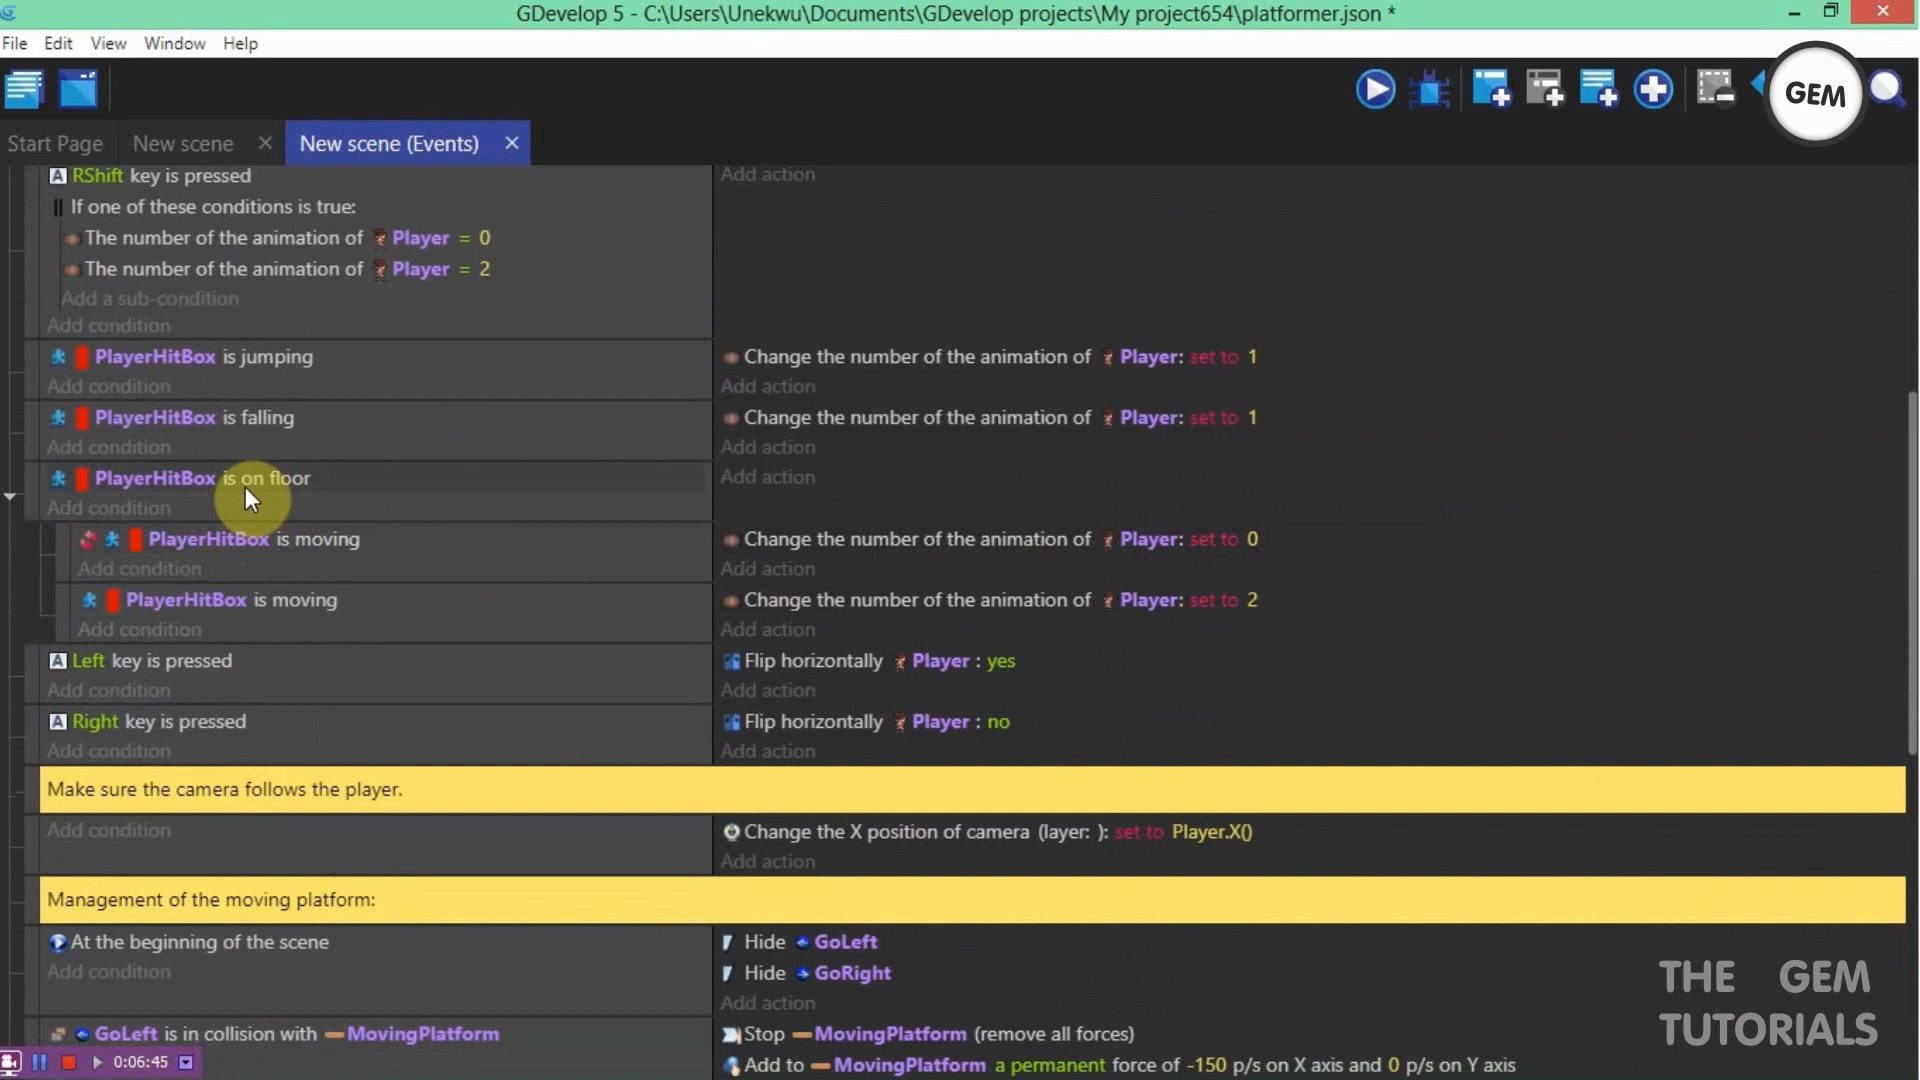 GDevelop 5 - C:\Users\Unekwu\Documents\GDevelop projects\My project654\platformer.json *
File Edit View Window Help
GEM
Start Page New scene New scene (Events)
RShift key is pressed
Add action
If one of these conditions is true:
The number of the animation of Player = 0
The number of the animation of Player = 2
Add a sub-condition
Add condition
PlayerHitBox is jumping
Change the number of the animation of Player: set to 1
Add condition
Add action
PlayerHitBox is falling
Change the number of the animation of Player: set to 1
Add condition
Add action
PlayerHitBox is on floor
Add action
Add condition
PlayerHitBox is moving
Change the number of the animation of Player: set to 0
Add condition
Add action
PlayerHitBox is moving
Change the number of the animation of Player: set to 2
Add condition
Add action
Left key is pressed
Flip horizontally Player : yes
Add condition
Add action
Right key is pressed
Flip horizontally Player : no
Add condition
Add action
Make sure the camera follows the player.
Add condition
Change the X position of camera (layer: ): set to Player.X()
Add action
Management of the moving platform:
At the beginning of the scene
Hide GoLeft
Add condition
Hide GoRight
Add action
GoLeft is in collision with MovingPlatform
Stop MovingPlatform (remove all forces)
Add to MovingPlatform a permanent force of -150 p/s on X axis and 0 p/s on Y axis
0:06:45
THE GEM
TUTORIALS